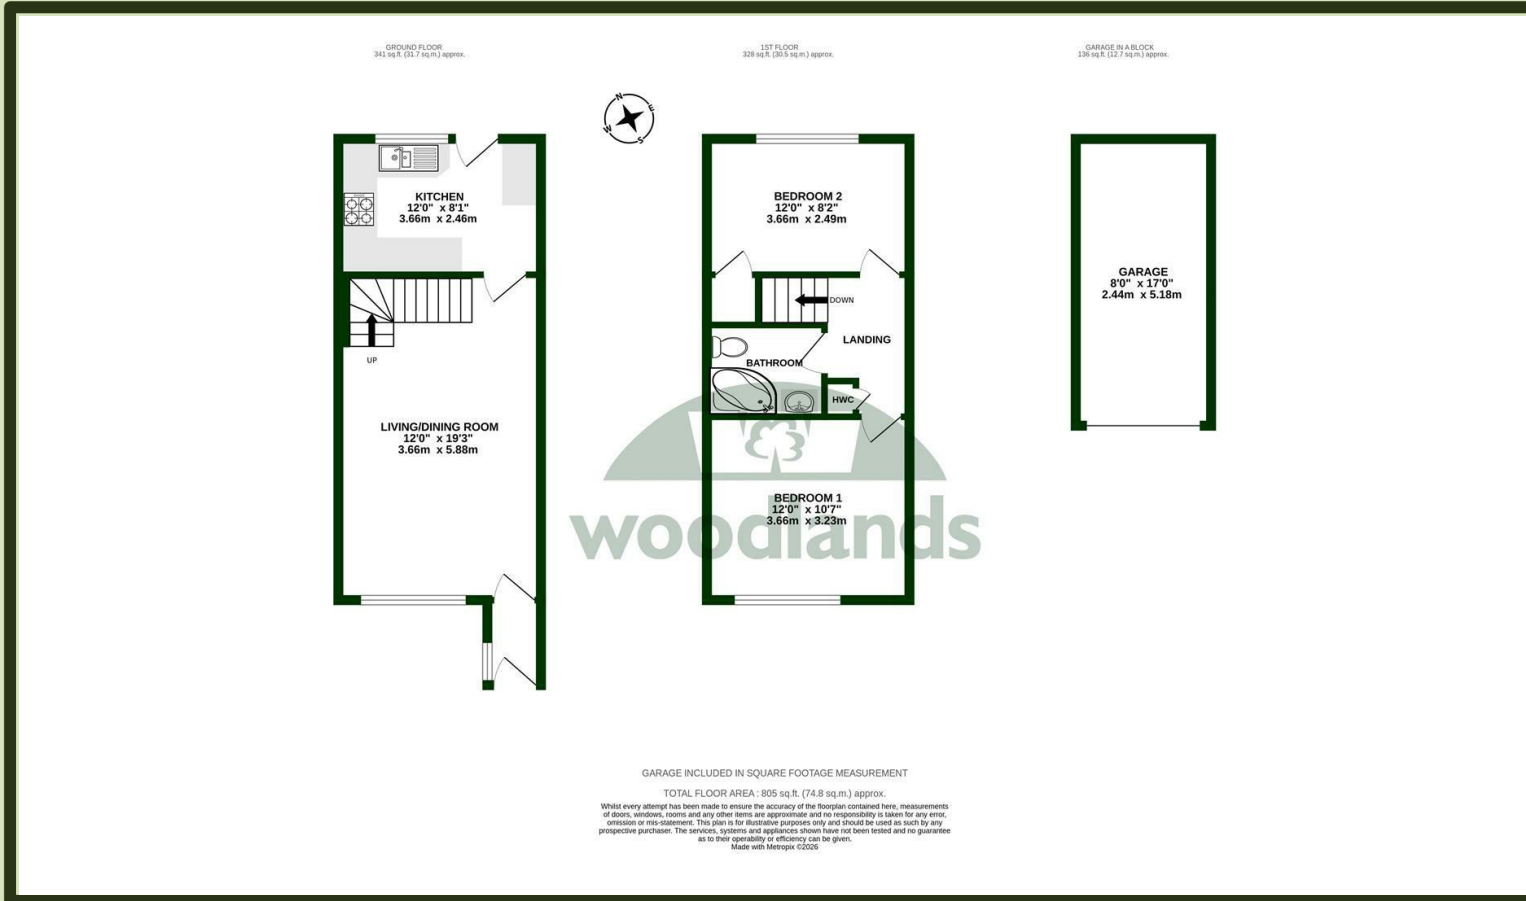 GROUND FLOOR
341 sq.ft. (31.7 sq.m.) approx.
1ST FLOOR
328 sq.ft. (30.5 sq.m.) approx.
GARAGE IN A BLOCK
136 sq.ft. (12.7 sq.m.) approx.
N
E
S
W
KITCHEN
12'0" x 8'1"
3.66m x 2.46m
UP
LIVING/DINING ROOM
12'0" x 19'3"
3.66m x 5.88m
BEDROOM 2
12'0" x 8'2"
3.66m x 2.49m
DOWN
LANDING
BATHROOM
HWC
BEDROOM 1
12'0" x 10'7"
3.66m x 3.23m
woodlands
GARAGE
8'0" x 17'0"
2.44m x 5.18m
GARAGE INCLUDED IN SQUARE FOOTAGE MEASUREMENT
TOTAL FLOOR AREA : 805 sq.ft. (74.8 sq.m.) approx.
Whilst every attempt has been made to ensure the accuracy of the floorplan contained here, measurements
of doors, windows, rooms and any other items are approximate and no responsibility is taken for any error,
omission or mis-statement. This plan is for illustrative purposes only and should be used as such by any
prospective purchaser. The services, systems and appliances shown have not been tested and no guarantee
as to their operability or efficiency can be given.
Made with Metropix ©2026